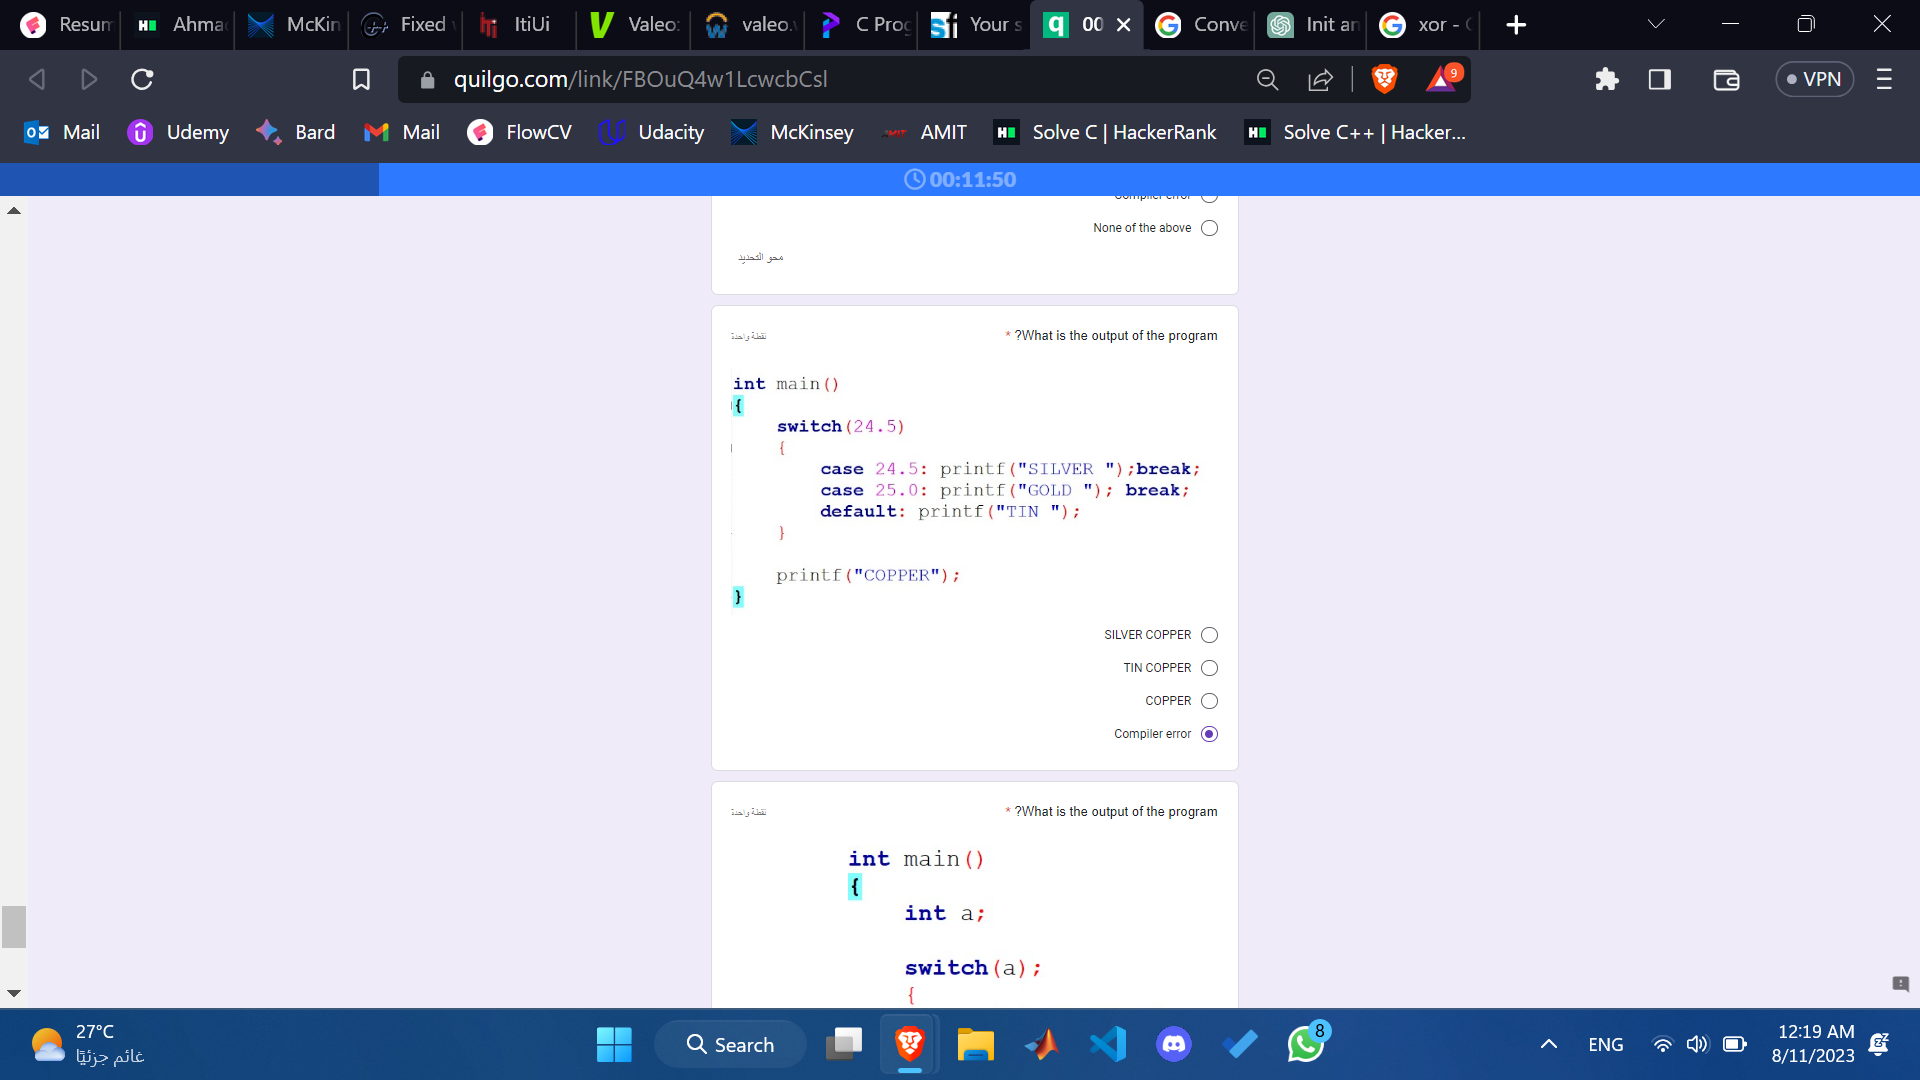 Resum
Ahma
McKin
Fixed
ItiUi
Valeo:
valeo.
C Prog
Your s
00
Conve
Init an
xor - G
quilgo.com/link/FBOuQ4w1LcwcbCsl
9
VPN
Mail
Udemy
Bard
Mail
FlowCV
Udacity
McKinsey
AMIT
Solve C | HackerRank
Solve C++ | Hacker...
00:11:50
Compiler error
None of the above
محو التحديد
* ?What is the output of the program
نقطة واحدة
int main()
{
switch(24.5)
{
case 24.5: printf("SILVER ");break;
case 25.0: printf("GOLD "); break;
default: printf("TIN ");
}
printf("COPPER");
}
SILVER COPPER
TIN COPPER
COPPER
Compiler error
* ?What is the output of the program
نقطة واحدة
int main()
{
int a;
switch(a);
{
27°C
غائم جزئيًا
Search
8
ENG
12:19 AM
8/11/2023